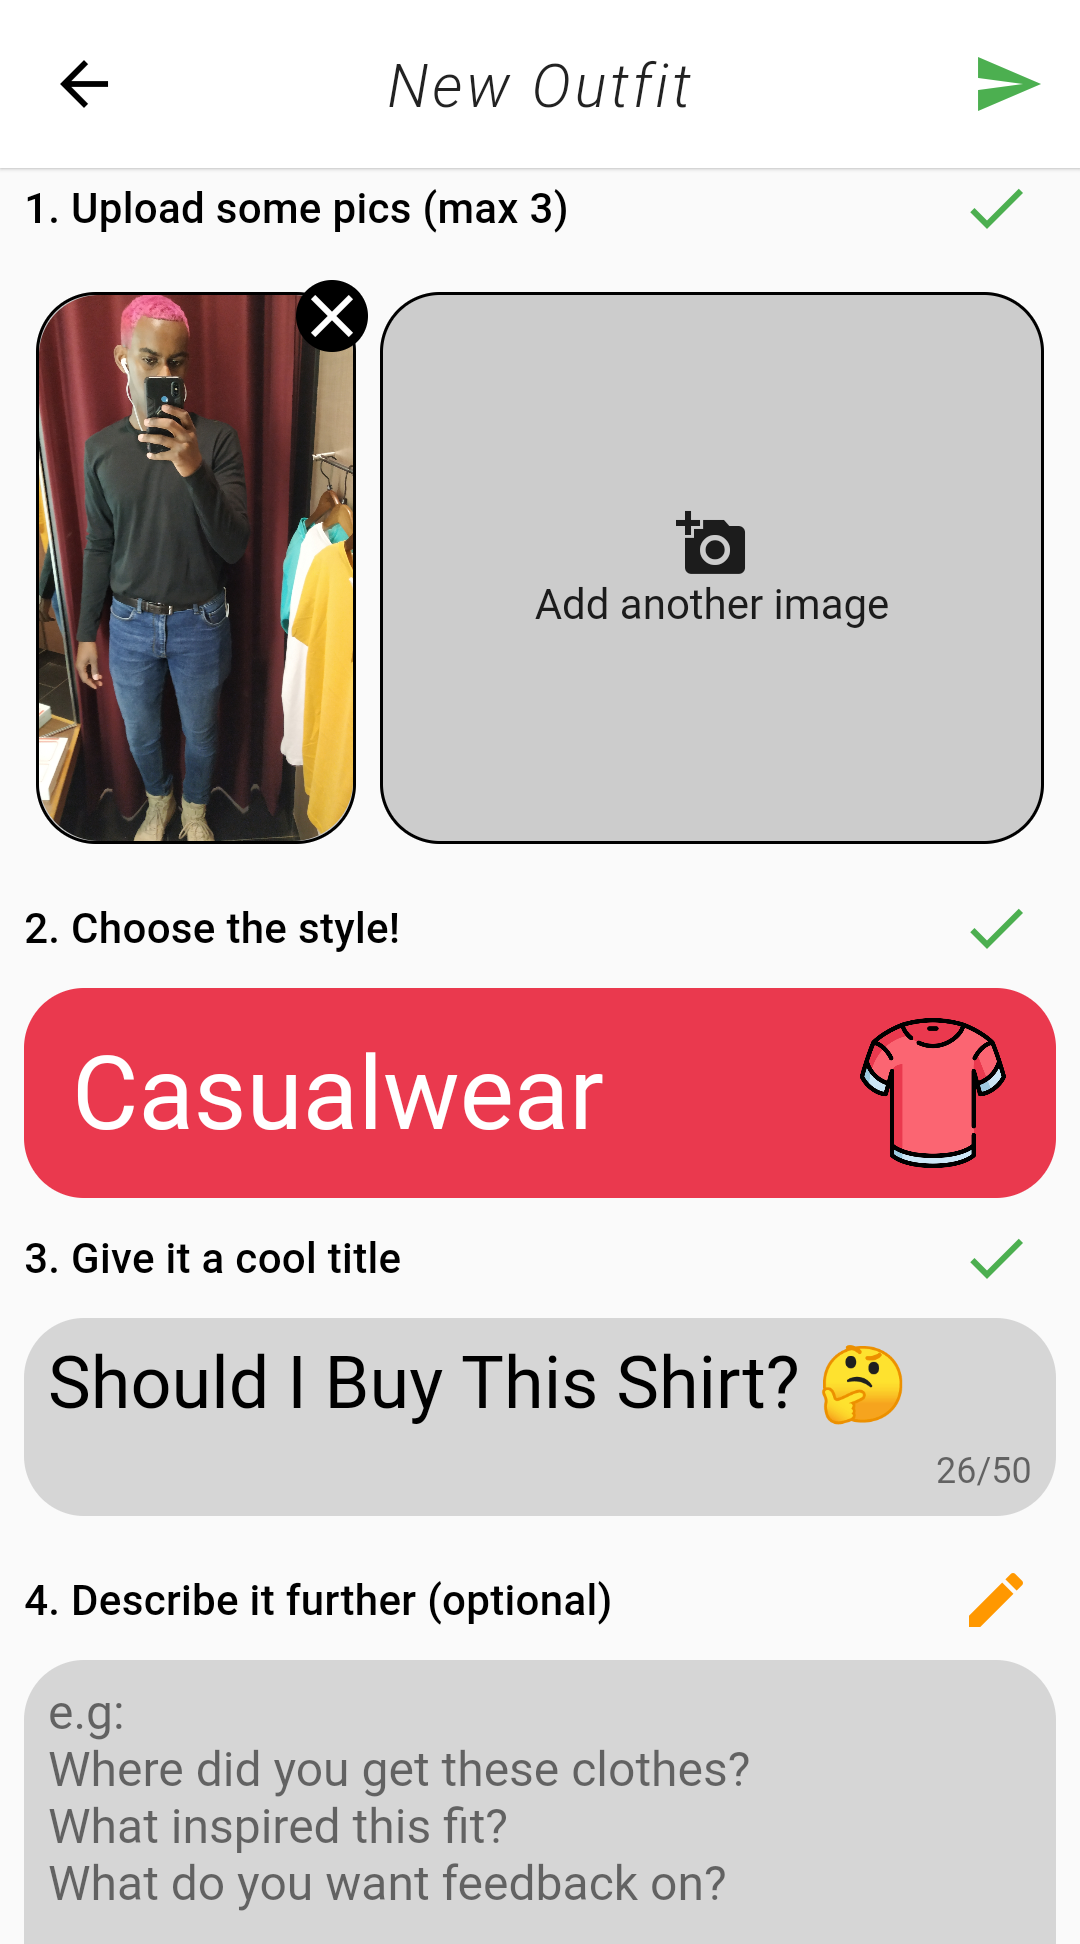 New Outfit
1. Upload some pics (max 3)
Add another image
2. Choose the style!
Casualwear
3. Give it a cool title
Should I Buy This Shirt? 🤔
26/50
4. Describe it further (optional)
e.g:
Where did you get these clothes?
What inspired this fit?
What do you want feedback on?